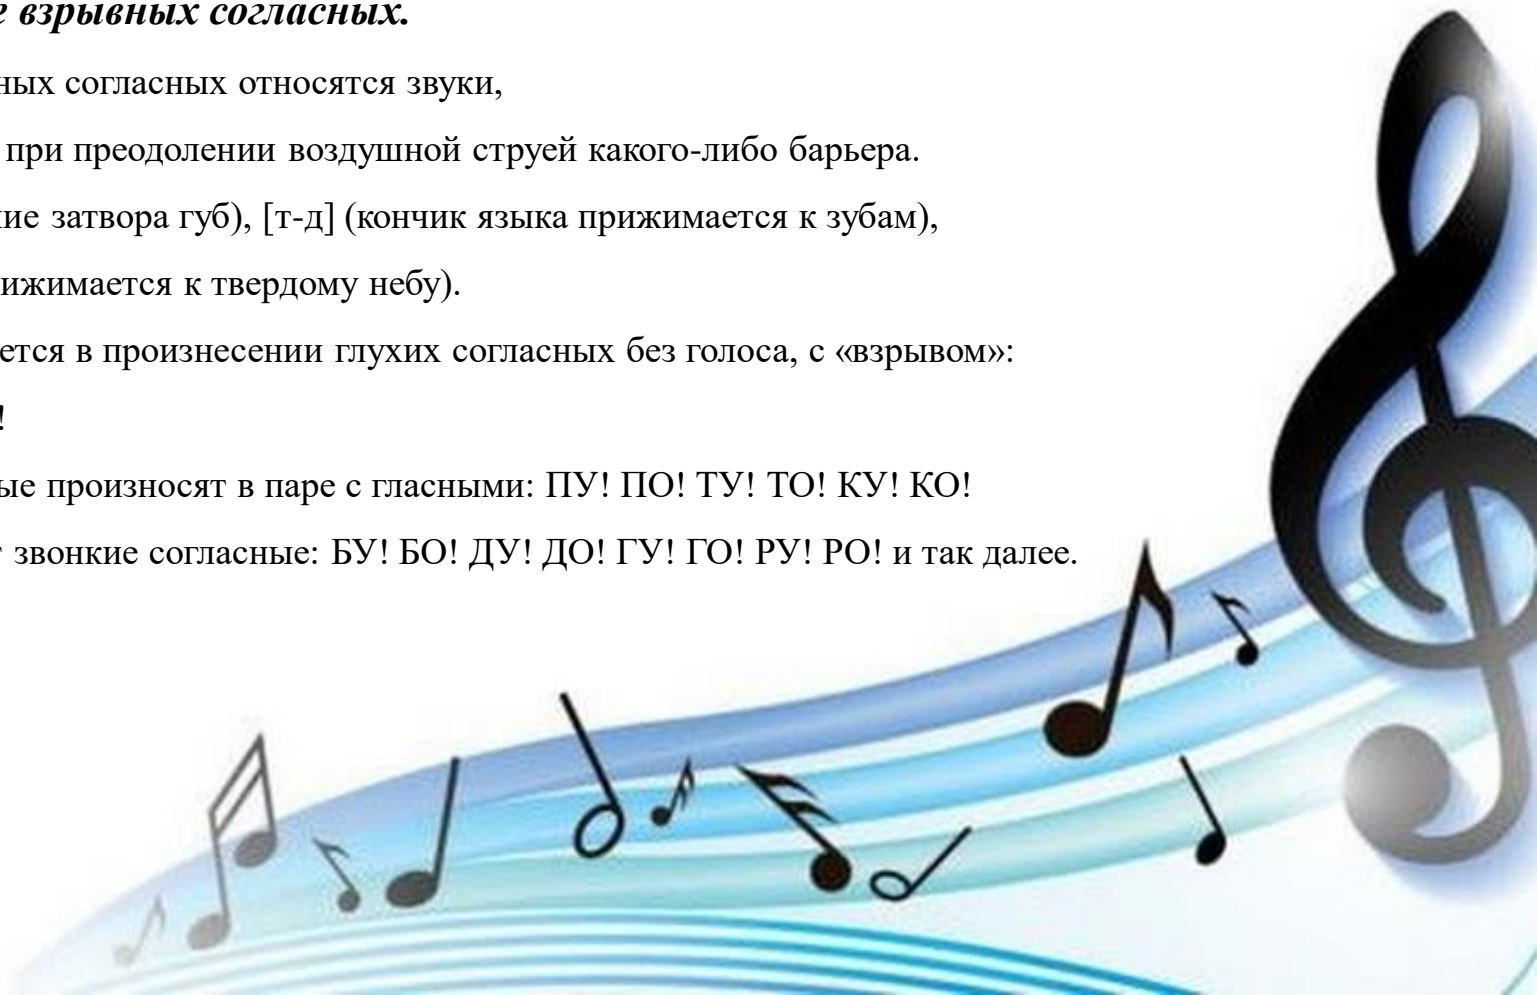 е взрывных согласных.
ных согласных относятся звуки,
при преодолении воздушной струей какого-либо барьера.
ие затвора губ), [т-д] (кончик языка прижимается к зубам),
ижимается к твердому небу).
ется в произнесении глухих согласных без голоса, с «взрывом»:
!
ые произносят в паре с гласными: ПУ! ПО! ТУ! ТО! КУ! КО!
т звонкие согласные: БУ! БО! ДУ! ДО! ГУ! ГО! РУ! РО! и так далее.